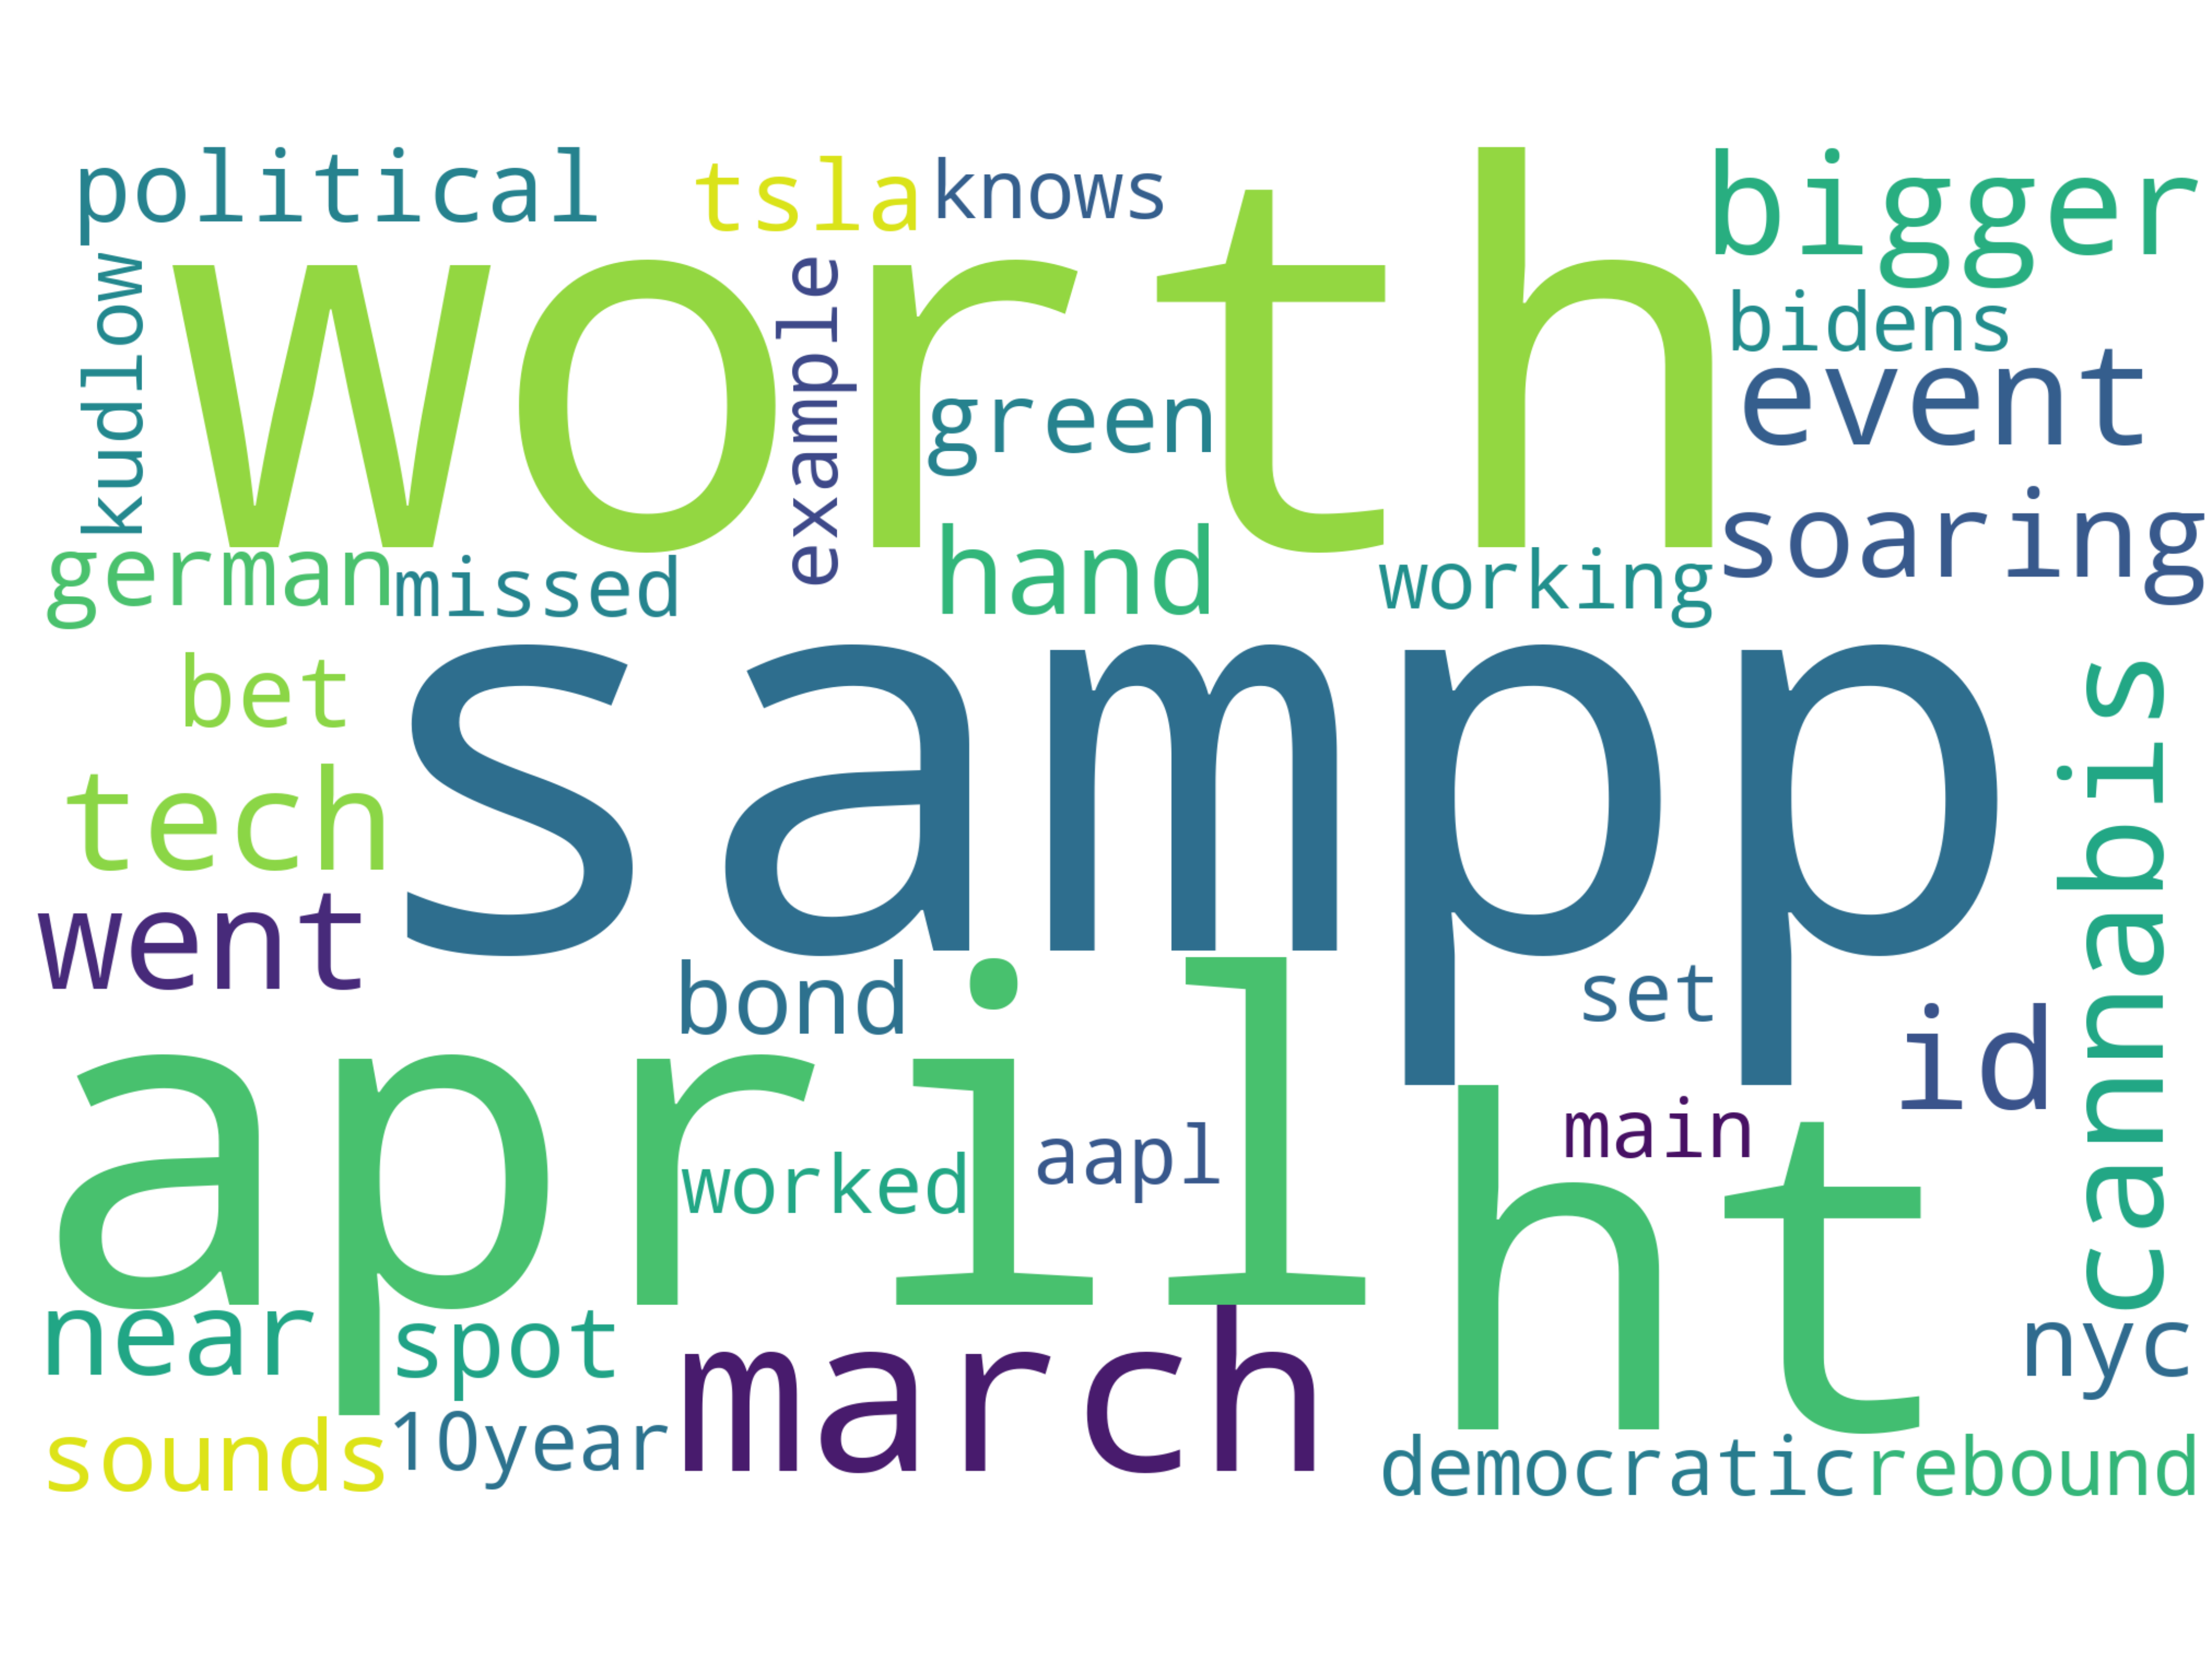 political
tsla
knows
bigger
kudlow
worth
example
green
bidens
event
soaring
german
missed
hand
working
bet
sampp
cannabis
tech
went
bond
set
id
april
worked
aapl
main
ht
near
spot
march
nyc
sounds
10year
democratic
rebound